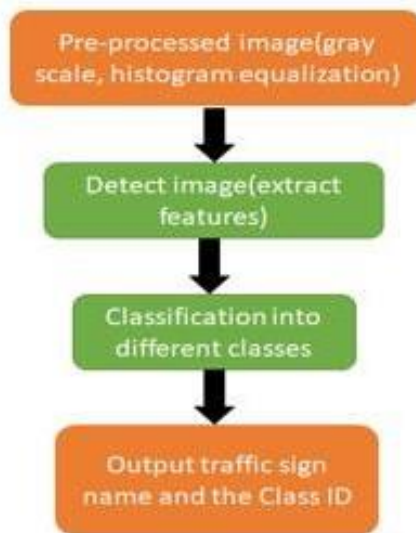 Pre-processed image(gray
scale, histogram equalization)
Detect image(extract
features)
Classification into
different classes
Output traffic sign
name and the Class ID